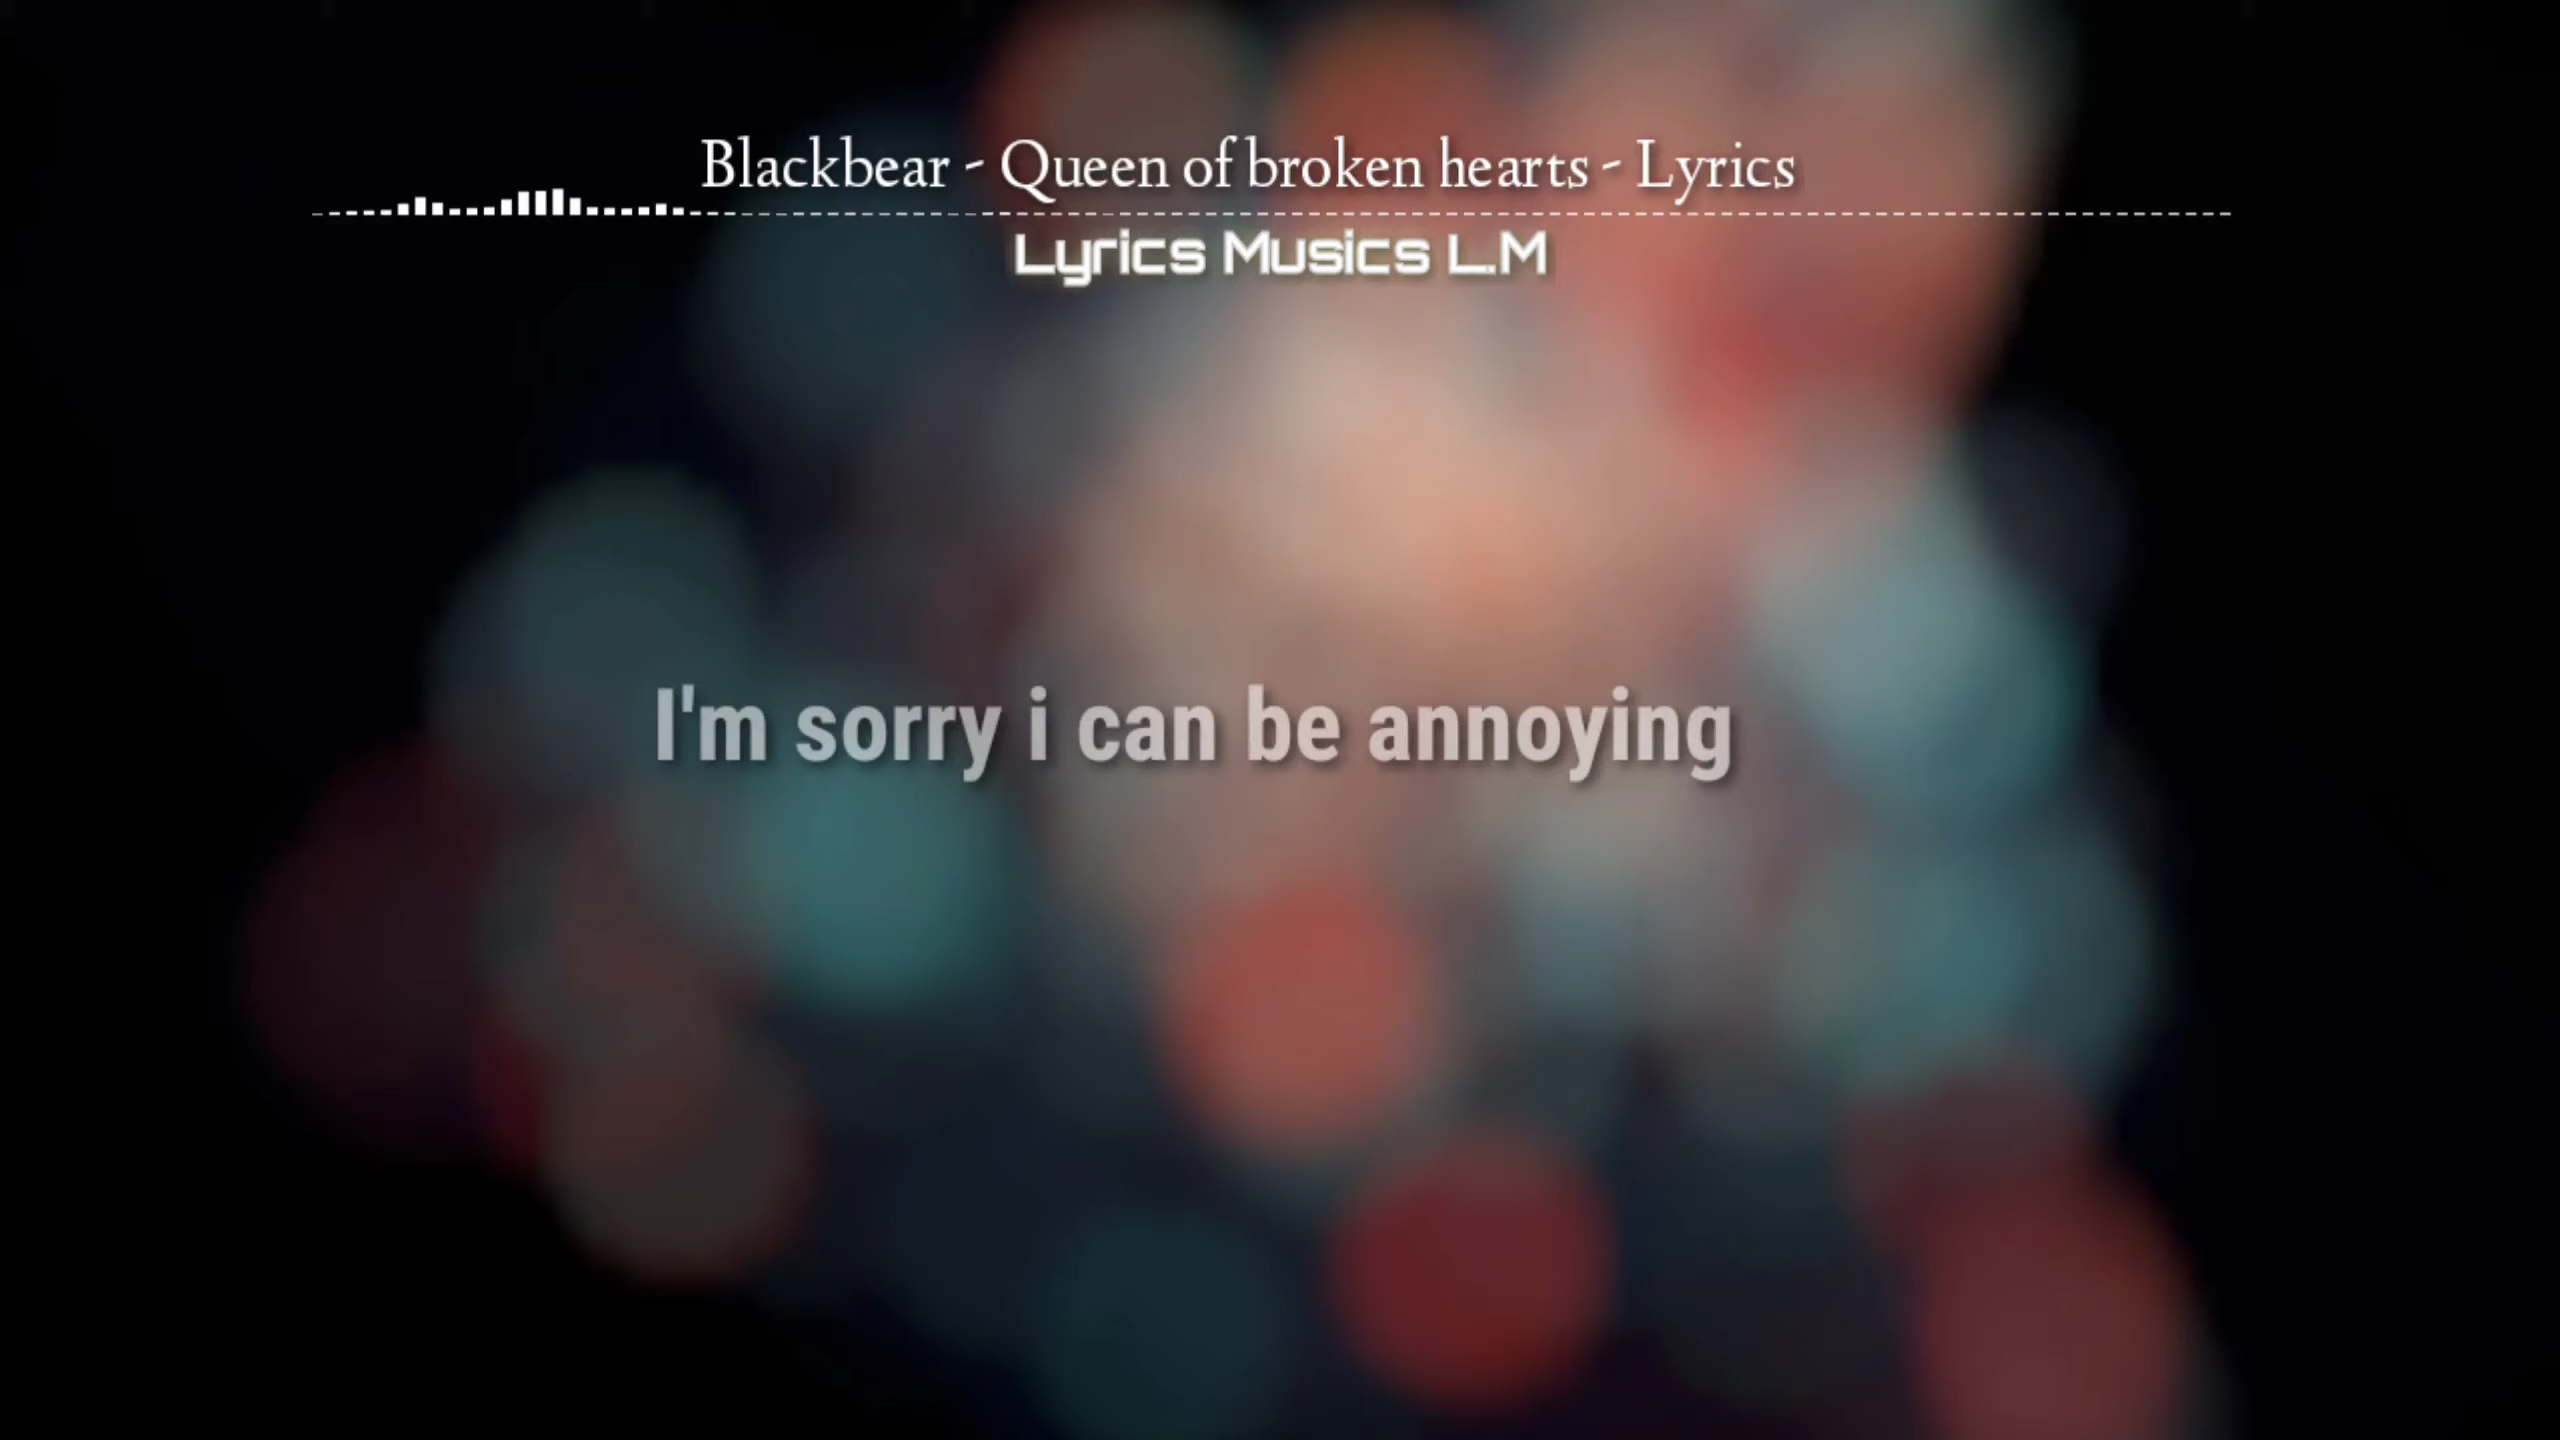 Blackbear - Queen of broken hearts - Lyrics
Lyrics Musics L.M
I'm sorry i can be annoying